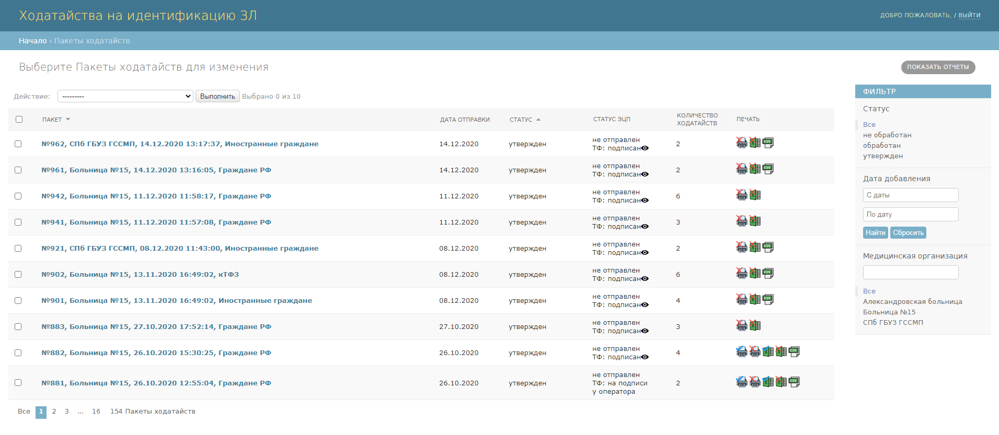 Ходатайства на идентификацию ЗЛ
ДОБРО ПОЖАЛОВАТЬ, / ВЫЙТИ
Начало › Пакеты ходатайств
Выберите Пакеты ходатайств для изменения
ПОКАЗАТЬ ОТЧЕТЫ
Действие: --------- Выполнить Выбрано 0 из 10
ПАКЕТ ДАТА ОТПРАВКИ СТАТУС СТАТУС ЭЦП КОЛИЧЕСТВО ХОДАТАЙСТВ ПЕЧАТЬ
№962, СПб ГБУЗ ГССМП, 14.12.2020 13:17:37, Иностранные граждане 14.12.2020 утвержден не отправлен 2
ТФ: подписан
CSV
№961, Больница №15, 14.12.2020 13:16:05, Граждане РФ 14.12.2020 утвержден не отправлен 2
ТФ: подписан
CSV
№942, Больница №15, 11.12.2020 11:58:17, Граждане РФ 11.12.2020 утвержден не отправлен 6
ТФ: подписан
№941, Больница №15, 11.12.2020 11:57:08, Граждане РФ 11.12.2020 утвержден не отправлен 3
ТФ: подписан
№921, СПб ГБУЗ ГССМП, 08.12.2020 11:43:00, Иностранные граждане 08.12.2020 утвержден не отправлен 2
ТФ: подписан
CSV
№902, Больница №15, 13.11.2020 16:49:02, кТФЗ 08.12.2020 утвержден не отправлен 6
ТФ: подписан
CSV
№901, Больница №15, 13.11.2020 16:49:02, Иностранные граждане 08.12.2020 утвержден не отправлен 4
ТФ: подписан
CSV
№883, Больница №15, 27.10.2020 17:52:14, Граждане РФ 27.10.2020 утвержден не отправлен 3
ТФ: подписан
№882, Больница №15, 26.10.2020 15:30:25, Граждане РФ 26.10.2020 утвержден не отправлен 4
ТФ: подписан
CSV
№881, Больница №15, 26.10.2020 12:55:04, Граждане РФ 26.10.2020 утвержден не отправлен 2
ТФ: на подписи
у оператора
CSV
Все 1 2 3 ... 16 154 Пакеты ходатайств
ФИЛЬТР
Статус
Все
не обработан
обработан
утвержден
Дата добавления
С даты
По дату
Найти Сбросить
Медицинская организация
Все
Александровская больница
Больница №15
СПб ГБУЗ ГССМП